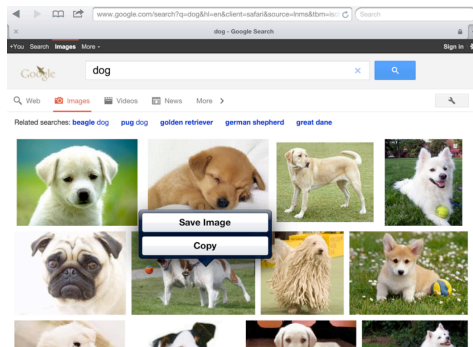 www.google.com/search?q=dog&hl=en&client=safari&source=lnms&tbm=isc
Search
dog - Google Search
+You Search Images More
Sign in
Google
dog
Web Images Videos News More
Related searches: beagle dog pug dog golden retriever german shepherd great dane
Save Image
Copy